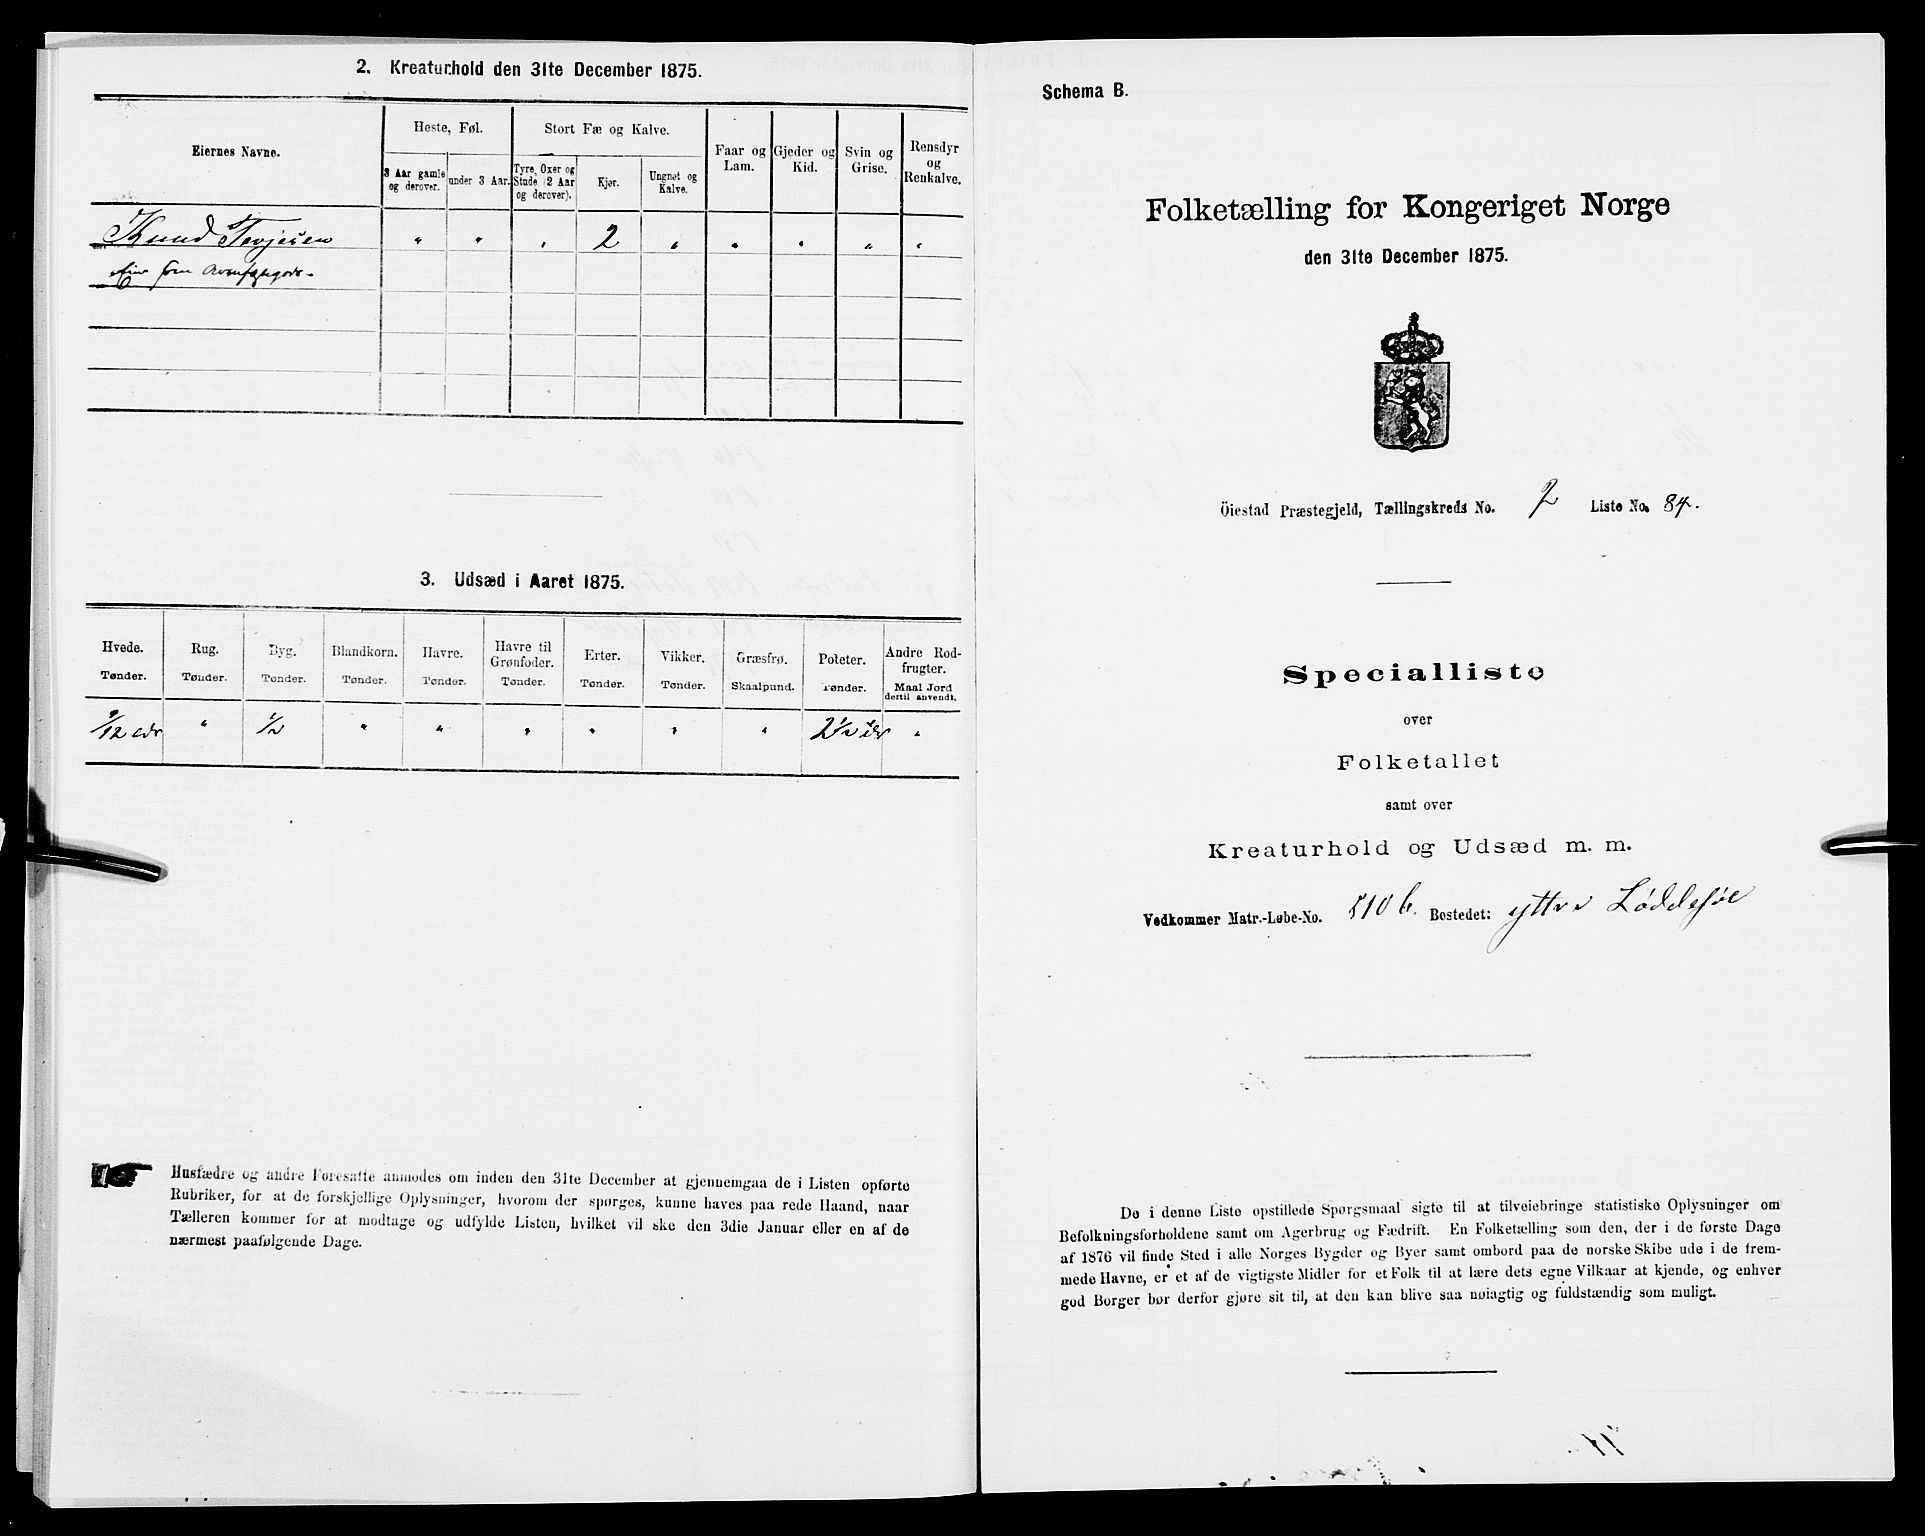 2. Kreaturhold den 31te December 1875.
Eiernes Navne.
Heste, Føl.
Stort Fæ og Kalve.
Faar og Lam.
Gjeder og Kid.
Svin og Grise.
Rensdyr og Renkalve.
3 Aar gamle og derover.
under 3 Aar.
Tyre, Oxer og Stude (2 Aar og derover).
Kjør.
Ungnøt og Kalve.
Knud Terjesen " " " 2 " " " " "
3. Udsæd i Aaret 1875.
Hvede. Rug. Byg. Blandkorn. Havre. Havre til Grønfoder. Erter. Vikker. Græsfrø. Poteter. Andre Rodfrugter.
Tønder. Tønder. Tønder. Tønder. Tønder. Tønder. Tønder. Tønder. Skaalpund. Tønder. Maal Jord dertil anvendt.
" 1/2 " " " " " " 2 1/2 "
Husfædre og andre Foresatte anmodes om inden den 31te December at gjennemgaa de i Listen opførte
Rubriker, for at de forskjellige Oplysninger, hvorom der spørges, kunne haves paa rede Haand, naar
Tælleren kommer for at modtage og udfylde Listen, hvilket vil ske den 3die Januar eller en af de
nærmest paafølgende Dage.
Schema B.
Folketælling for Kongeriget Norge
den 31te December 1875.
Öiestad Præstegjeld, Tællingskreds No. 2 Liste No. 84.
Specialliste
over
Folketallet
samt over
Kreaturhold og Udsæd m. m.
Vedkommer Matr.-Løbe-No. 510 b. Bostedet: yttre Løddesøl
De i denne Liste opstillede Spørgsmaal sigte til at tilveiebringe statistiske Oplysninger om
Befolkningsforholdene samt om Agerbrug og Fædrift. En Folketælling som den, der i de første Dage
af 1876 vil finde Sted i alle Norges Bygder og Byer samt ombord paa de norske Skibe ude i de frem-
mede Havne, er et af de vigtigste Midler for et Folk til at lære dets egne Vilkaar at kjende, og enhver
god Borger bør derfor gjøre sit til, at den kan blive saa nøiagtig og fuldstændig som muligt.